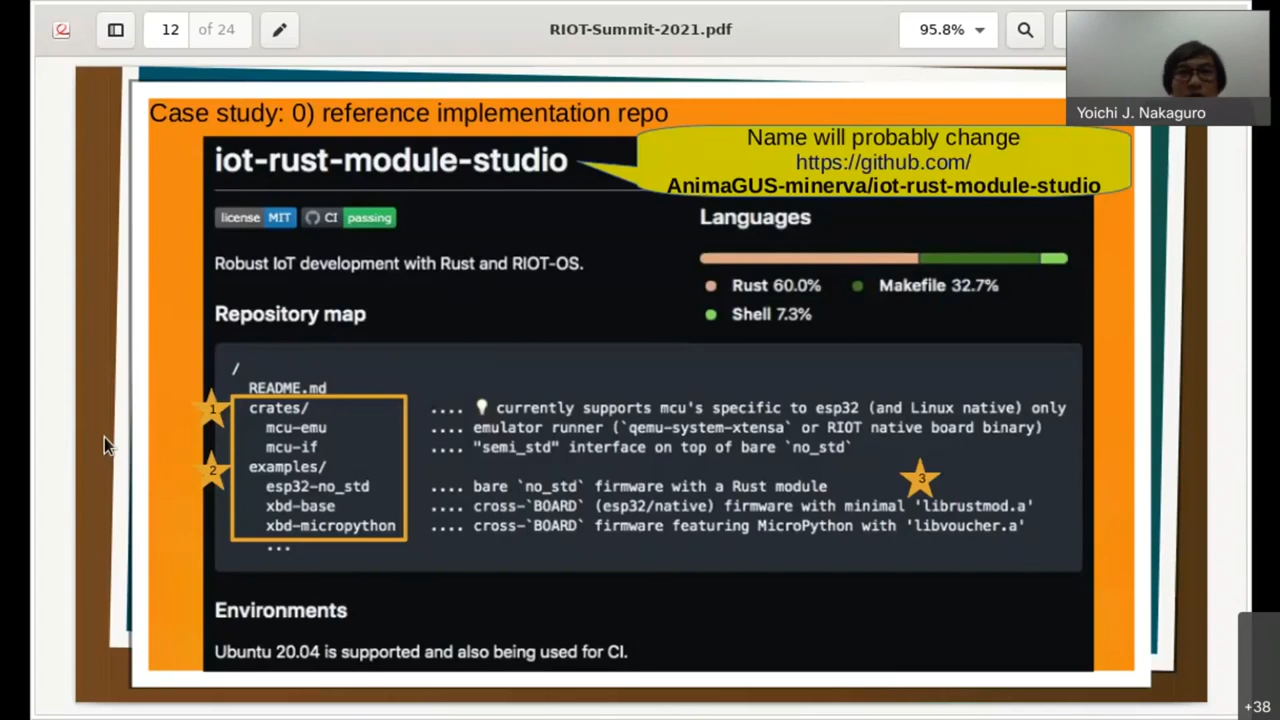 12 of 24
RIOT-Summit-2021.pdf
95.8%
Yoichi J. Nakaguro
Case study: 0) reference implementation repo
Name will probably change
https://github.com/
AnimaGUS-minerva/iot-rust-module-studio
iot-rust-module-studio
license MIT CI passing
Robust IoT development with Rust and RIOT-OS.
Languages
Rust 60.0% Makefile 32.7%
Shell 7.3%
Repository map
/
README.md
1
crates/ .... 💡 currently supports mcu's specific to esp32 (and Linux native) only
mcu-emu .... emulator runner (`qemu-system-xtensa` or RIOT native board binary)
mcu-if .... "semi_std" interface on top of bare `no_std`
2
examples/
3
esp32-no_std .... bare `no_std` firmware with a Rust module
xbd-base .... cross-`BOARD` (esp32/native) firmware with minimal 'librustmod.a'
xbd-micropython .... cross-`BOARD` firmware featuring MicroPython with 'libvoucher.a'
...
Environments
Ubuntu 20.04 is supported and also being used for CI.
+38